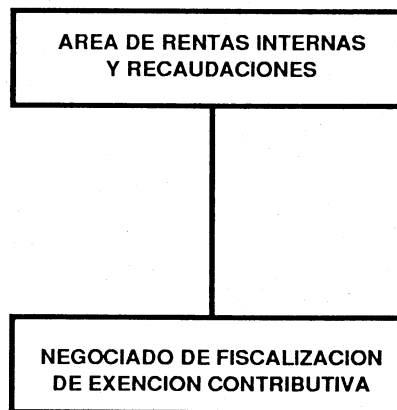 AREA DE RENTAS INTERNAS
Y RECAUDACIONES
NEGOCIADO DE FISCALIZACION
DE EXENCION CONTRIBUTIVA